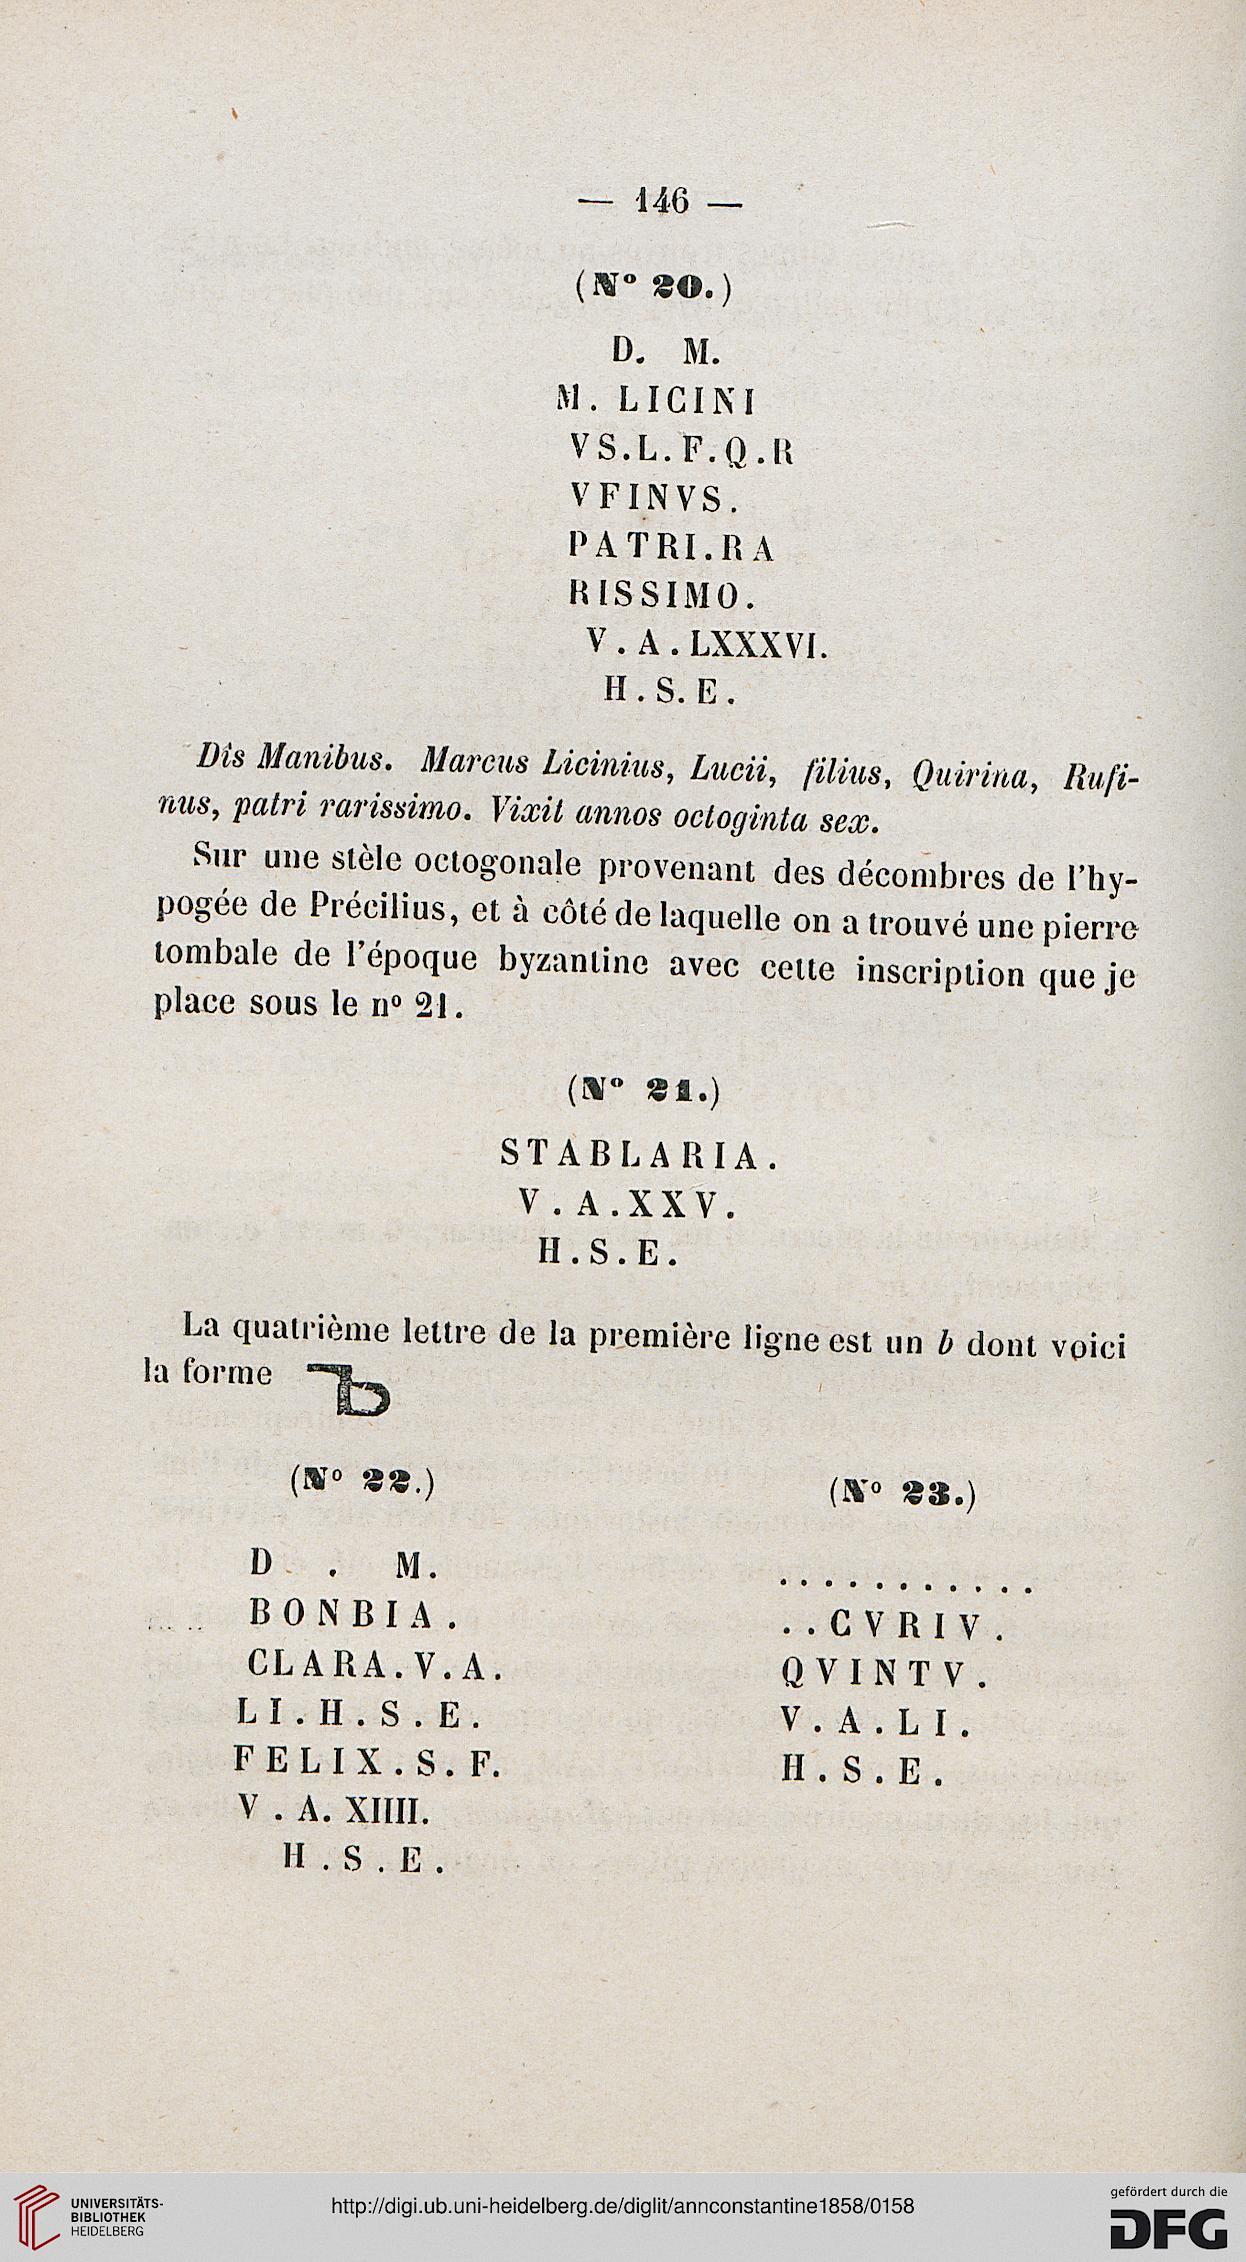 — 146 —
(N° 20.)
D. M.
M. LICINI
VS.L.F.Q.R
VFINVS.
PATRI.RA
RISSIMO.
V.A.LXXXVI.
H.S.E.
Dîs Manibus. Marcus Licinius, Lucii, filius, Quirina, Rufi-
nus, patri rarissimo. Vixit annos octoginta sex.
Sur une stèle octogonale provenant des décombres de l'hy-
pogée de Précilius, et à côté de laquelle on a trouvé une pierre
tombale de l'époque byzantine avec cette inscription que je
place sous le n° 21.
(N° 21.)
STABLARIA.
V.A.XXV.
H.S.E.
La quatrième lettre de la première ligne est un b dont voici
la forme Ъ
(N° 22.)
D . M.
BONBIA.
CLARA.V.A.
LI.H.S.E.
FELIX.S.F.
V.A.XIIII.
H.S.E.
(N° 23.)
...........
..CVRIV.
QVINTV.
V.A.LI.
H.S.E.
UNIVERSITÄTS-
BIBLIOTHEK
HEIDELBERG
http://digi.ub.uni-heidelberg.de/diglit/annconstantine1858/0158
gefördert durch die
DFG